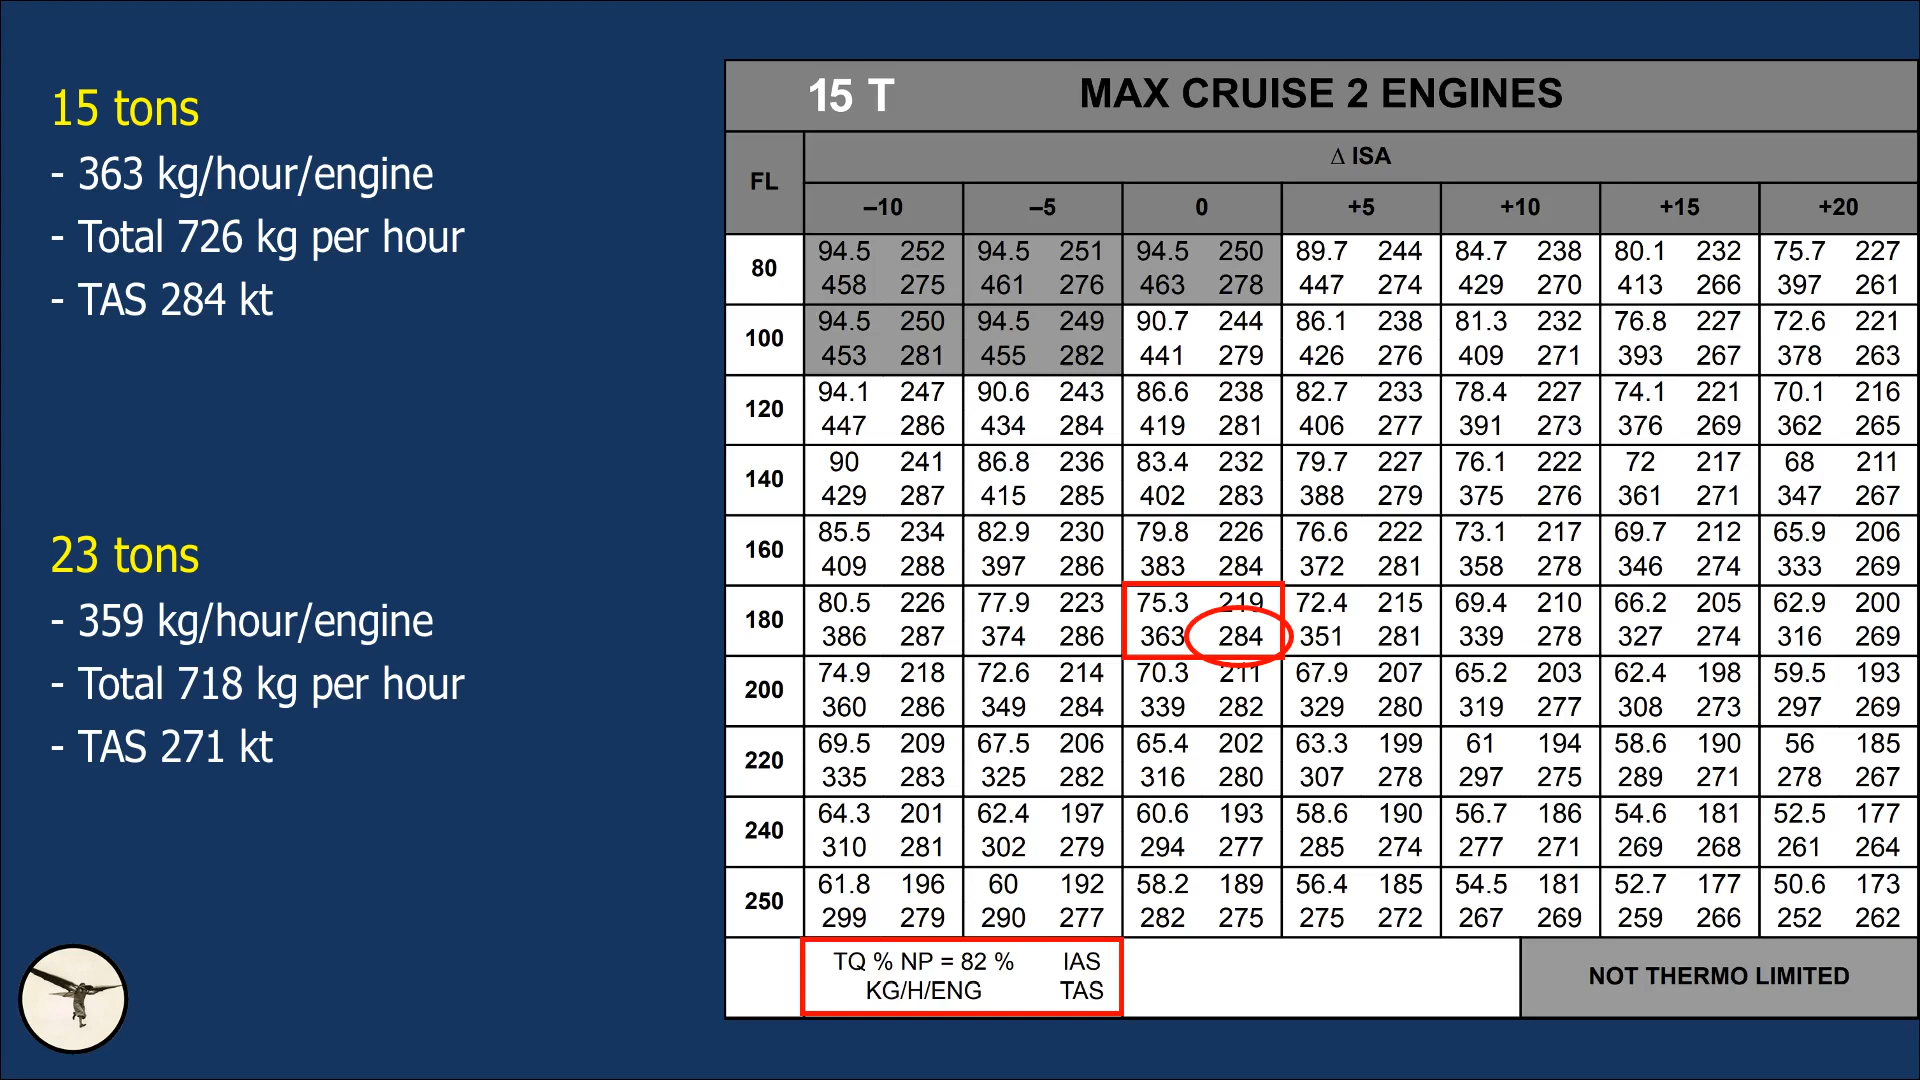 15 tons
- 363 kg/hour/engine
- Total 726 kg per hour
- TAS 284 kt
23 tons
- 359 kg/hour/engine
- Total 718 kg per hour
- TAS 271 kt
15 T MAX CRUISE 2 ENGINES
FL Δ ISA
–10 –5 0 +5 +10 +15 +20
80 94.5 252 94.5 251 94.5 250 89.7 244 84.7 238 80.1 232 75.7 227
458 275 461 276 463 278 447 274 429 270 413 266 397 261
100 94.5 250 94.5 249 90.7 244 86.1 238 81.3 232 76.8 227 72.6 221
453 281 455 282 441 279 426 276 409 271 393 267 378 263
120 94.1 247 90.6 243 86.6 238 82.7 233 78.4 227 74.1 221 70.1 216
447 286 434 284 419 281 406 277 391 273 376 269 362 265
140 90 241 86.8 236 83.4 232 79.7 227 76.1 222 72 217 68 211
429 287 415 285 402 283 388 279 375 276 361 271 347 267
160 85.5 234 82.9 230 79.8 226 76.6 222 73.1 217 69.7 212 65.9 206
409 288 397 286 383 284 372 281 358 278 346 274 333 269
180 80.5 226 77.9 223 75.3 219 72.4 215 69.4 210 66.2 205 62.9 200
386 287 374 286 363 284 351 281 339 278 327 274 316 269
200 74.9 218 72.6 214 70.3 211 67.9 207 65.2 203 62.4 198 59.5 193
360 286 349 284 339 282 329 280 319 277 308 273 297 269
220 69.5 209 67.5 206 65.4 202 63.3 199 61 194 58.6 190 56 185
335 283 325 282 316 280 307 278 297 275 289 271 278 267
240 64.3 201 62.4 197 60.6 193 58.6 190 56.7 186 54.6 181 52.5 177
310 281 302 279 294 277 285 274 277 271 269 268 261 264
250 61.8 196 60 192 58.2 189 56.4 185 54.5 181 52.7 177 50.6 173
299 279 290 277 282 275 275 272 267 269 259 266 252 262
TQ % NP = 82 % IAS
KG/H/ENG TAS
NOT THERMO LIMITED